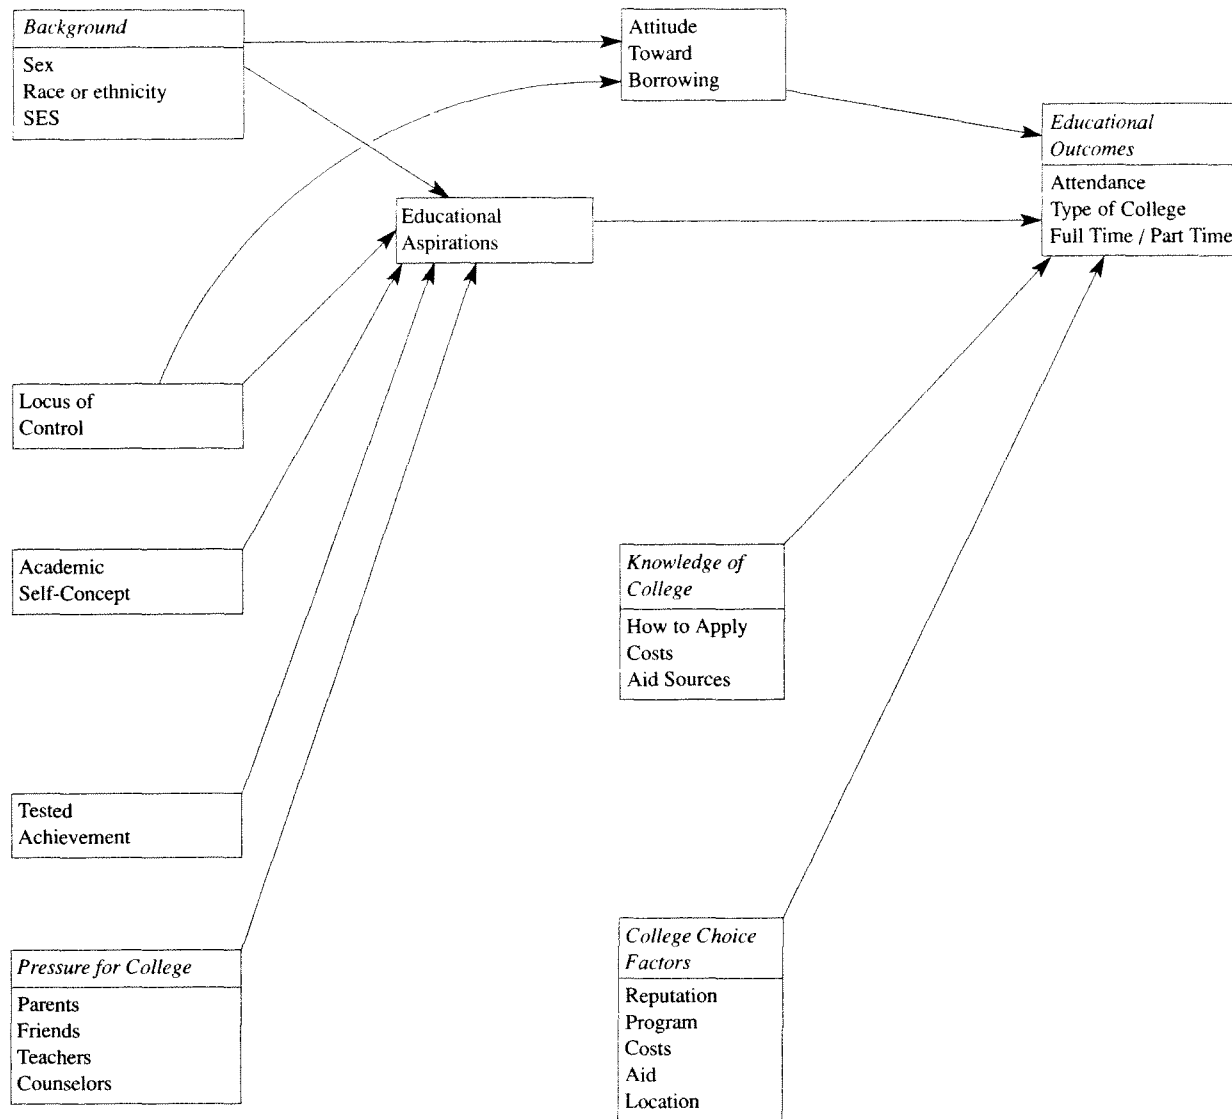 Background
Sex
Race or ethnicity
SES
Attitude
Toward
Borrowing
Educational
Outcomes
Attendance
Type of College
Full Time / Part Time
Educational
Aspirations
Locus of
Control
Academic
Self-Concept
Knowledge of
College
How to Apply
Costs
Aid Sources
Tested
Achievement
Pressure for College
Parents
Friends
Teachers
Counselors
College Choice
Factors
Reputation
Program
Costs
Aid
Location